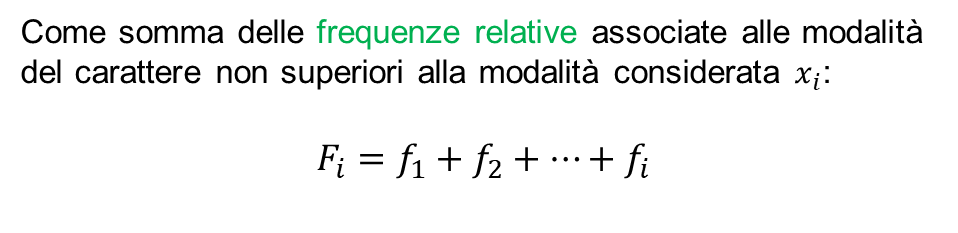 Come somma delle frequenze relative associate alle modalità
del carattere non superiori alla modalità considerata 𝑥ᵢ:
𝐹ᵢ = 𝑓₁ + 𝑓₂ + ⋯ + 𝑓ᵢ